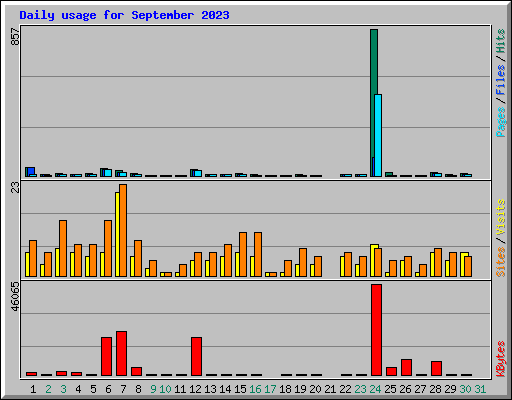 Daily usage for September 2023
857
Pages / Files / Hits
23
Sites / Visits
46065
KBytes
1 2 3 4 5 6 7 8 9 10 11 12 13 14 15 16 17 18 19 20 21 22 23 24 25 26 27 28 29 30 31